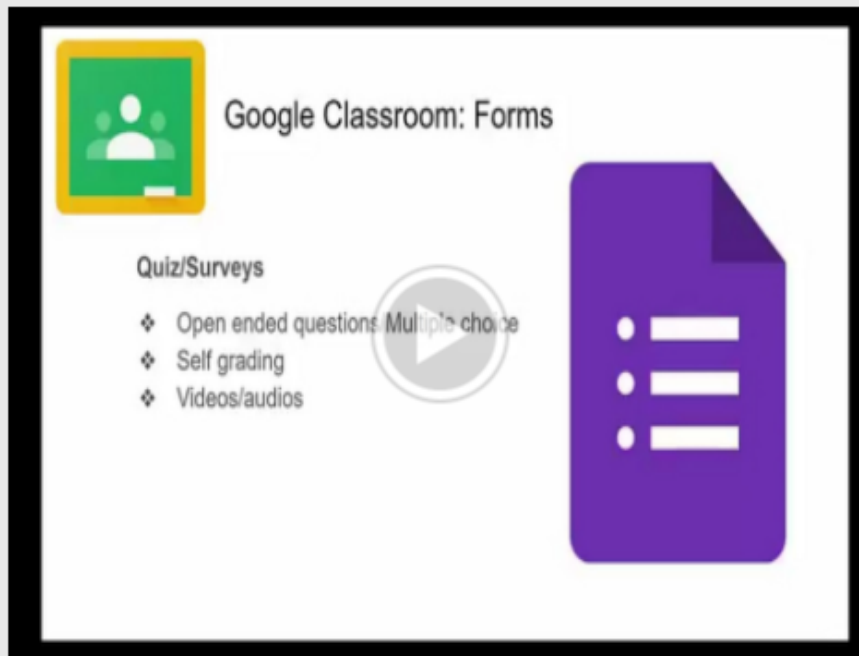 Google Classroom: Forms
Quiz/Surveys
❖ Open ended questions/Multiple choice
❖ Self grading
❖ Videos/audios